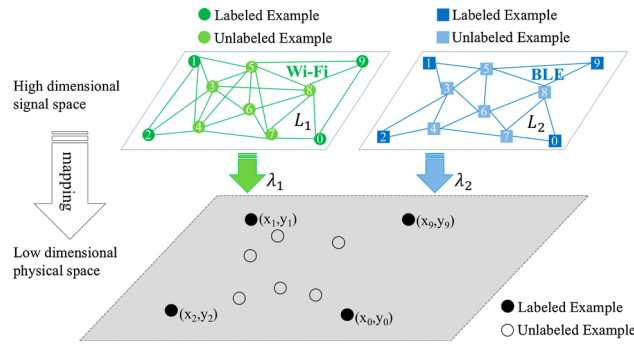 Labeled Example
Labeled Example
Unlabeled Example
Unlabeled Example
1
5
Wi-Fi
9
3
8
6
L1
4
7
2
0
1
5
BLE
9
3
8
6
L2
4
7
2
0
High dimensional
signal space
mapping
λ1
λ2
Low dimensional
physical space
(x1,y1)
(x9,y9)
(x2,y2)
(x0,y0)
Labeled Example
Unlabeled Example